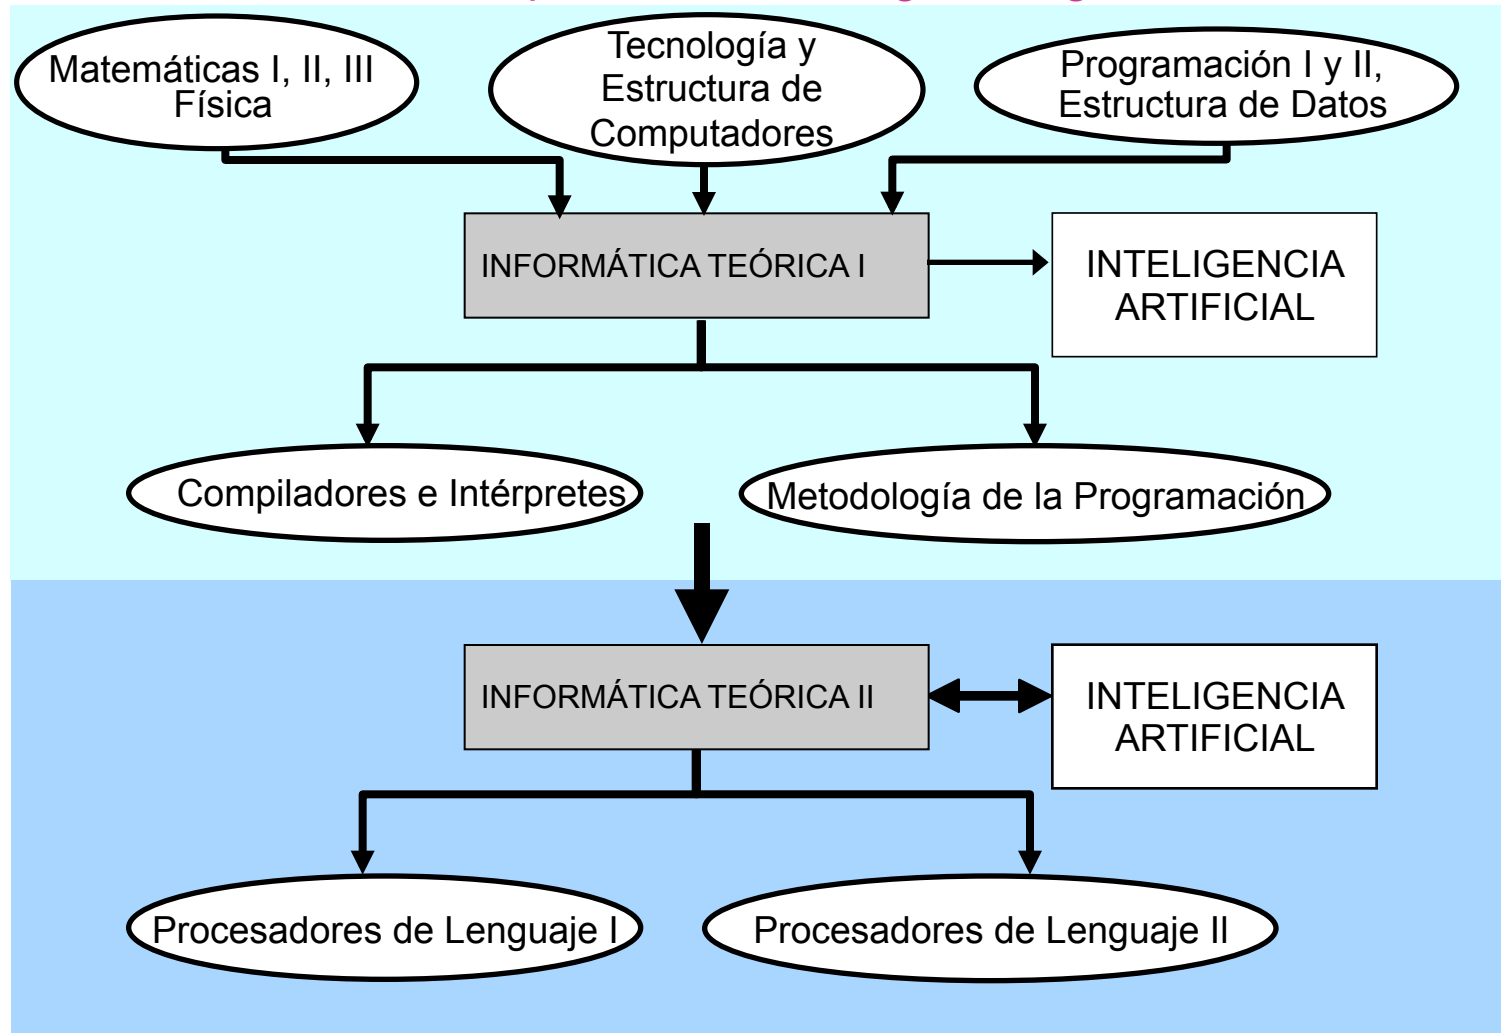 Matemáticas I, II, III
Física
Tecnología y
Estructura de
Computadores
Programación I y II,
Estructura de Datos
INFORMÁTICA TEÓRICA I
INTELIGENCIA
ARTIFICIAL
Compiladores e Intérpretes
Metodología de la Programación
INFORMÁTICA TEÓRICA II
INTELIGENCIA
ARTIFICIAL
Procesadores de Lenguaje I
Procesadores de Lenguaje II